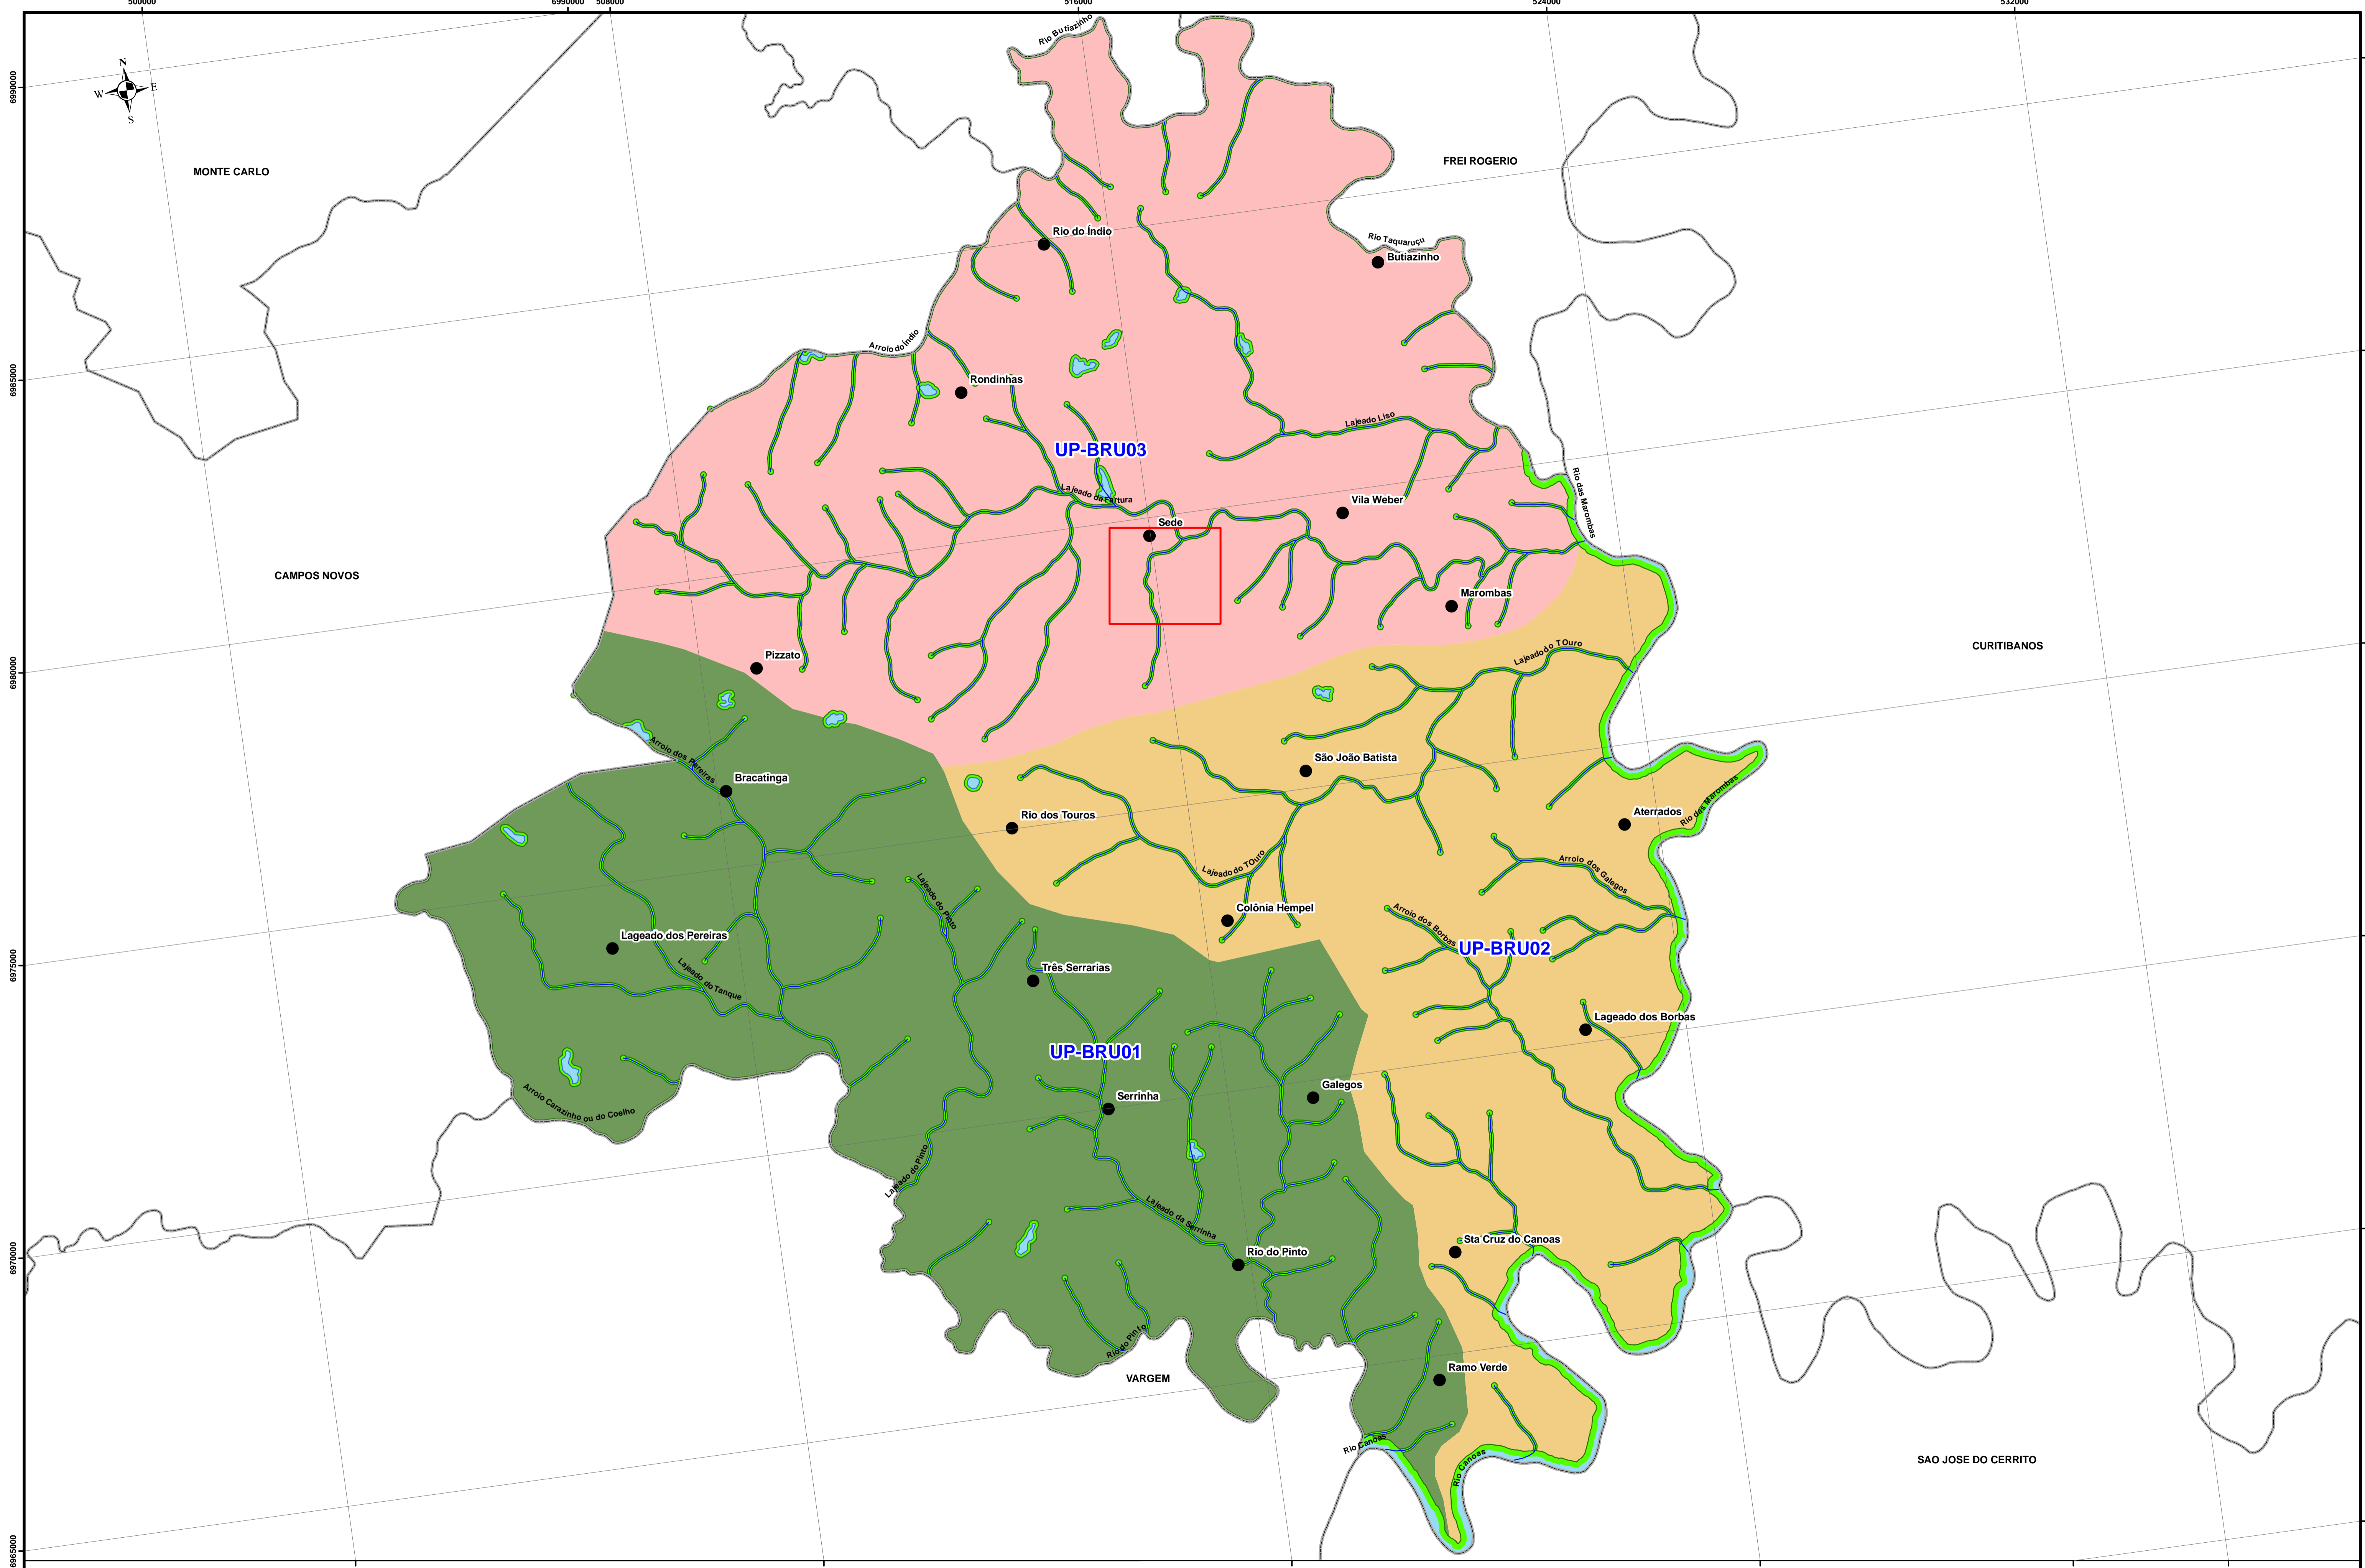 500000
6990000
508000
516000
524000
532000
Rio Butiazinho
N
W
E
S
6990000
MONTE CARLO
FREI ROGERIO
Rio do Índio
Rio Taquaruçu
Butiazinho
Arroio do Índio
6985000
Rondinhas
Lajeado Liso
UP-BRU03
Lajeado da Fartura
Vila Weber
Rio das Marombas
Sede
CAMPOS NOVOS
Marombas
Lajeado do TOuro
CURITIBANOS
Pizzato
6980000
Arroio dos Pereiras
São João Batista
Bracatinga
Rio dos Touros
Aterrados
Rio das Marombas
Lajeado do TOuro
Arroio dos Galegos
Lajeado do Pinto
Colônia Hempel
Arroio dos Borbas
Lageado dos Pereiras
UP-BRU02
6975000
Lajeado do Tanque
Três Serrarias
Lageado dos Borbas
UP-BRU01
Galegos
Serrinha
Arroio Carazinho ou do Coelho
Lajeado do Pinto
Lajeado da Serrinha
Sta Cruz do Canoas
Rio do Pinto
6970000
Rio do Pinto
Ramo Verde
VARGEM
Rio Canoas
Rio Canoas
SAO JOSE DO CERRITO
6965000